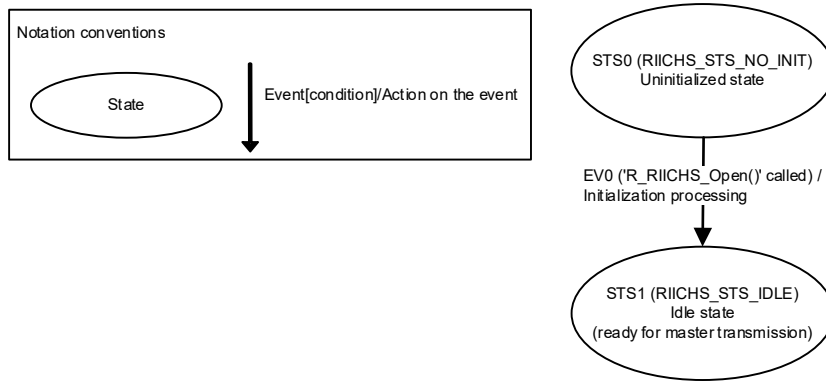 Notation conventions
State
Event[condition]/Action on the event
STS0 (RIICHS_STS_NO_INIT)
Uninitialized state
EV0 ('R_RIICHS_Open()' called) /
Initialization processing
STS1 (RIICHS_STS_IDLE)
Idle state
(ready for master transmission)